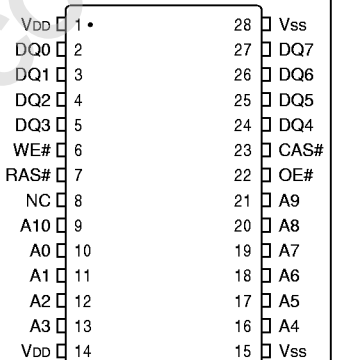 VDD 1 28 Vss
DQ0 2 27 DQ7
DQ1 3 26 DQ6
DQ2 4 25 DQ5
DQ3 5 24 DQ4
WE# 6 23 CAS#
RAS# 7 22 OE#
NC 8 21 A9
A10 9 20 A8
A0 10 19 A7
A1 11 18 A6
A2 12 17 A5
A3 13 16 A4
VDD 14 15 Vss